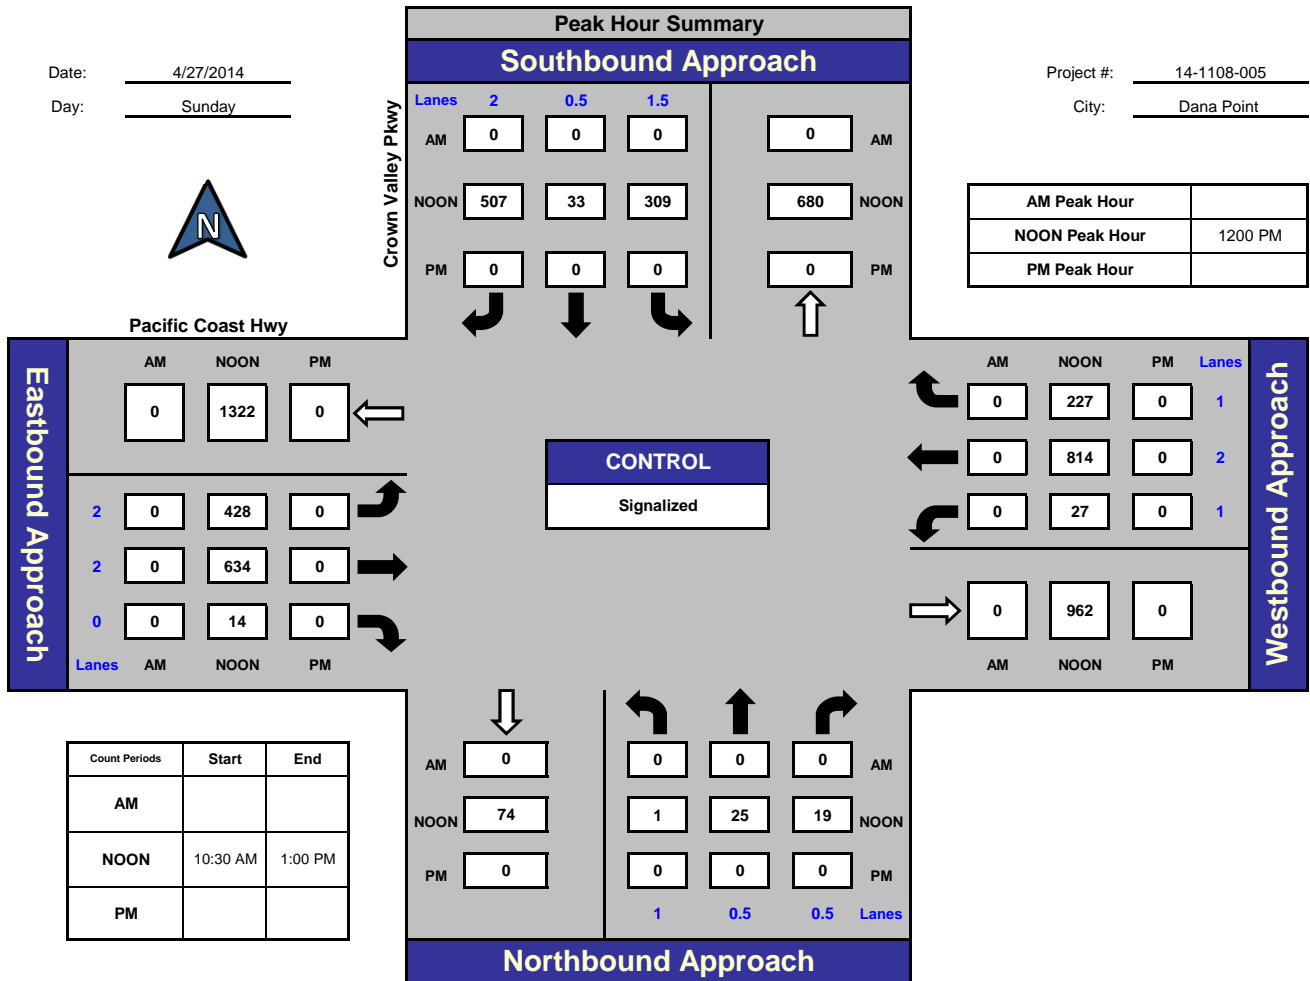 Peak Hour Summary
Southbound Approach
Date: 4/27/2014
Day: Sunday
Project #: 14-1108-005
City: Dana Point
N
Crown Valley Pkwy
Lanes 2 0.5 1.5
AM 0 0 0 0 AM
NOON 507 33 309 680 NOON
PM 0 0 0 0 PM
AM Peak Hour
NOON Peak Hour 1200 PM
PM Peak Hour
Pacific Coast Hwy
Eastbound Approach
AM NOON PM
0 1322 0
2 0 428 0
2 0 634 0
0 0 14 0
Lanes AM NOON PM
CONTROL
Signalized
AM NOON PM Lanes
0 227 0 1
0 814 0 2
0 27 0 1
0 962 0
AM NOON PM
Westbound Approach
Count Periods Start End
AM
NOON 10:30 AM 1:00 PM
PM
AM 0 0 0 0 AM
NOON 74 1 25 19 NOON
PM 0 0 0 0 PM
1 0.5 0.5 Lanes
Northbound Approach